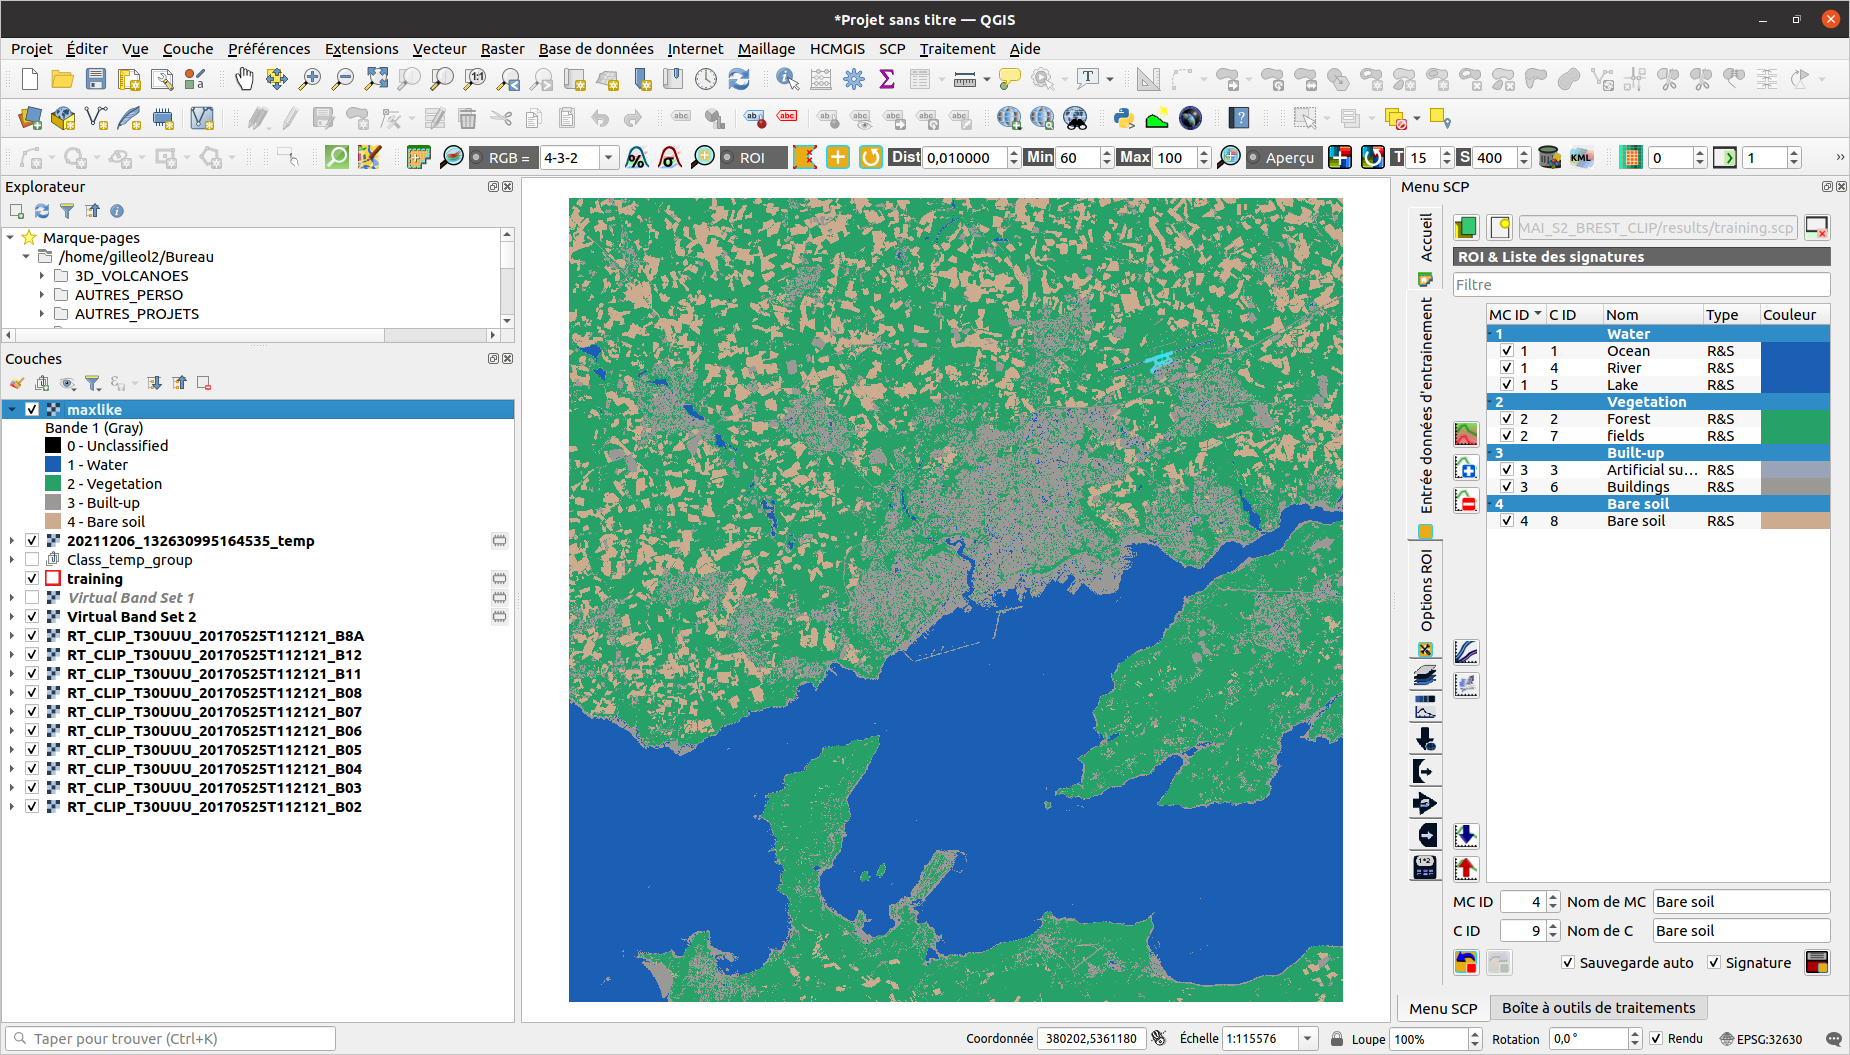 *Projet sans titre — QGIS
Projet Éditer Vue Couche Préférences Extensions Vecteur Raster Base de données Internet Maillage HCMGIS SCP Traitement Aide
RGB = 4-3-2 ROI Dist 0,010000 Min 60 Max 100 Aperçu T 15 S 400 KML 0 1 »
Explorateur
Marque-pages
/home/gilleol2/Bureau
3D_VOLCANOES
AUTRES_PERSO
AUTRES_PROJETS
Couches
maxlike
Bande 1 (Gray)
0 - Unclassified
1 - Water
2 - Vegetation
3 - Built-up
4 - Bare soil
20211206_132630995164535_temp
Class_temp_group
training
Virtual Band Set 1
Virtual Band Set 2
RT_CLIP_T30UUU_20170525T112121_B8A
RT_CLIP_T30UUU_20170525T112121_B12
RT_CLIP_T30UUU_20170525T112121_B11
RT_CLIP_T30UUU_20170525T112121_B08
RT_CLIP_T30UUU_20170525T112121_B07
RT_CLIP_T30UUU_20170525T112121_B06
RT_CLIP_T30UUU_20170525T112121_B05
RT_CLIP_T30UUU_20170525T112121_B04
RT_CLIP_T30UUU_20170525T112121_B03
RT_CLIP_T30UUU_20170525T112121_B02
Menu SCP
Accueil
Entrée données d'entrainement
Options ROI
MAI_S2_BREST_CLIP/results/training.scp
ROI & Liste des signatures
Filtre
MC ID C ID Nom Type Couleur
1 Water
1 1 Ocean R&S
1 4 River R&S
1 5 Lake R&S
2 Vegetation
2 2 Forest R&S
2 7 fields R&S
3 Built-up
3 3 Artificial su... R&S
3 6 Buildings R&S
4 Bare soil
4 8 Bare soil R&S
MC ID 4 Nom de MC Bare soil
C ID 9 Nom de C Bare soil
Sauvegarde auto Signature
Menu SCP Boîte à outils de traitements
Taper pour trouver (Ctrl+K) Coordonnée 380202,5361180 Échelle 1:115576 Loupe 100% Rotation 0,0 ° Rendu EPSG:32630